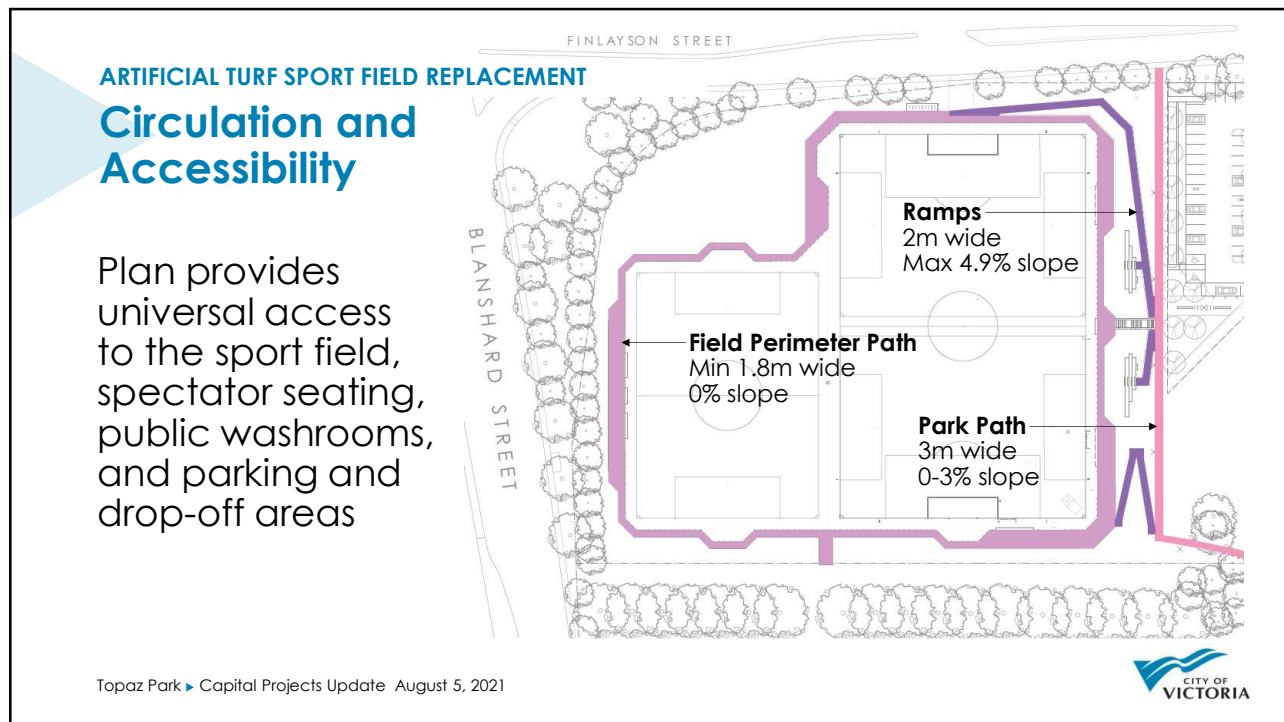 FINLAYSON STREET
ARTIFICIAL TURF SPORT FIELD REPLACEMENT
Circulation and
Accessibility
Plan provides
universal access
to the sport field,
spectator seating,
public washrooms,
and parking and
drop-off areas
BLANSHARD STREET
Ramps
2m wide
Max 4.9% slope
Field Perimeter Path
Min 1.8m wide
0% slope
Park Path
3m wide
0-3% slope
Topaz Park ▶ Capital Projects Update August 5, 2021
CITY OF
VICTORIA